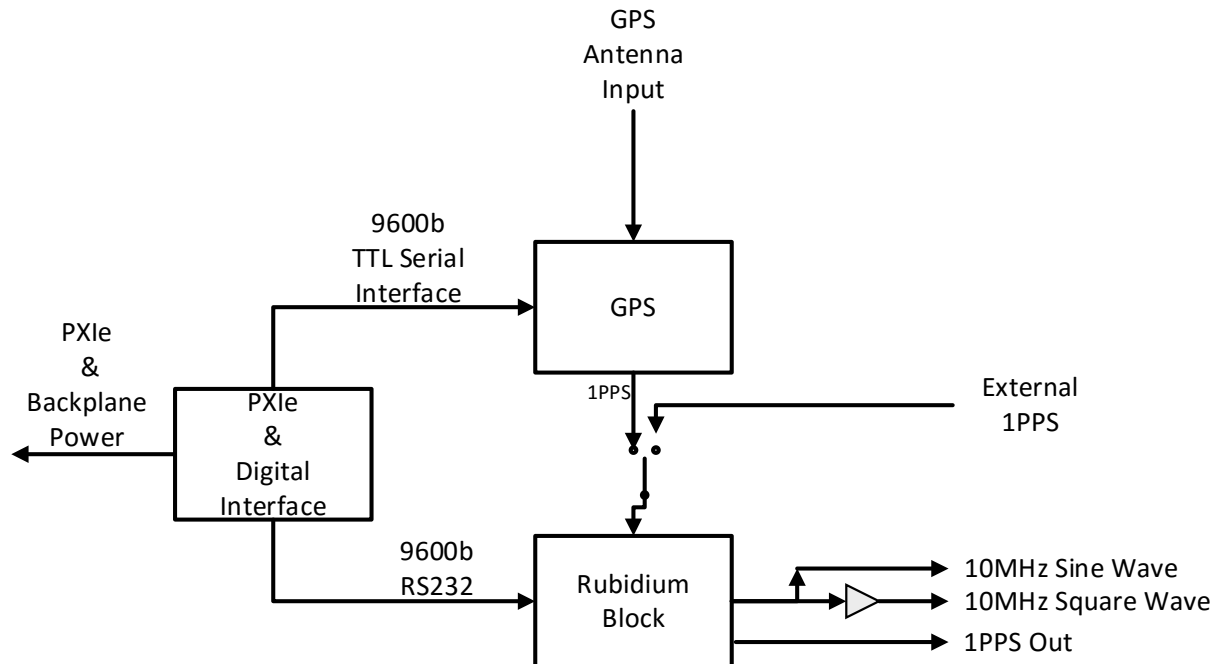 GPS
Antenna
Input
9600b
TTL Serial
Interface
GPS
PXIe
&
Backplane
Power
PXIe
&
Digital
Interface
1PPS
External
1PPS
9600b
RS232
Rubidium
Block
10MHz Sine Wave
10MHz Square Wave
1PPS Out